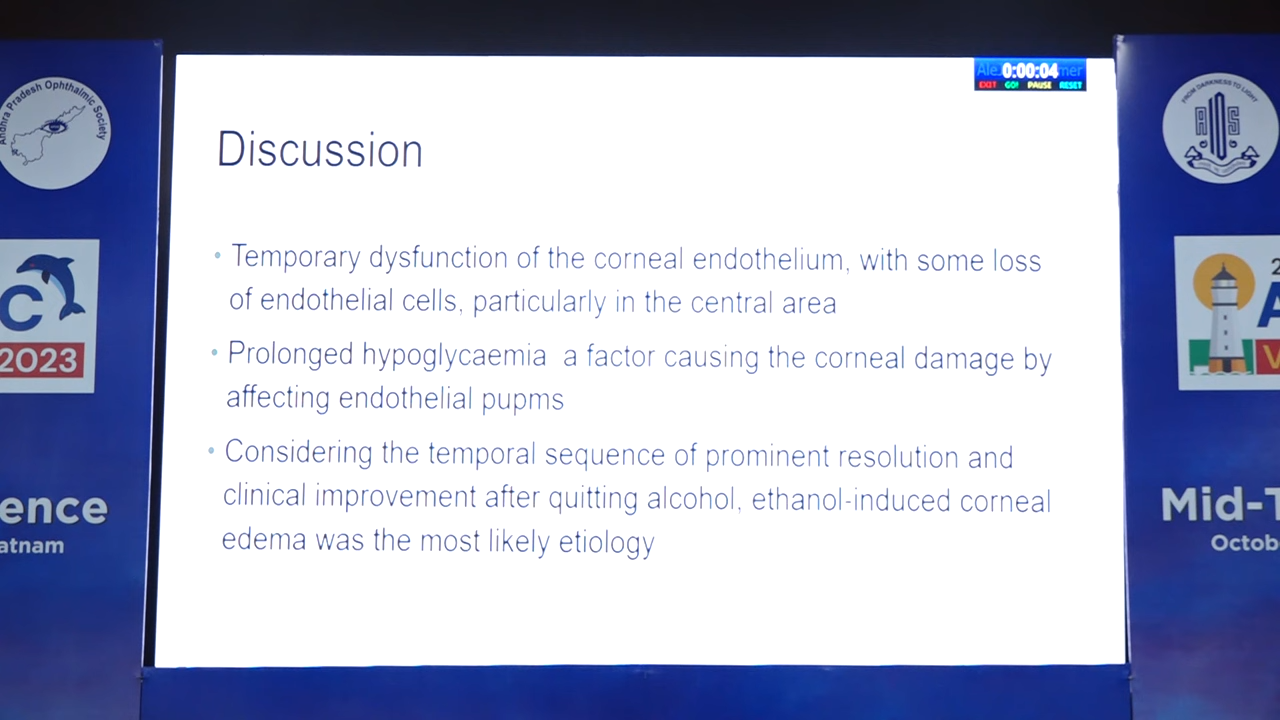 Andhra Pradesh Ophthalmic Society
C
2023
ence
atnam
0:00:04
EXIT GO! PAUSE RESET
Discussion
• Temporary dysfunction of the corneal endothelium, with some loss
of endothelial cells, particularly in the central area
• Prolonged hypoglycaemia a factor causing the corneal damage by
affecting endothelial pupms
• Considering the temporal sequence of prominent resolution and
clinical improvement after quitting alcohol, ethanol-induced corneal
edema was the most likely etiology
FROM DARKNESS TO LIGHT
AIOS
2
A
V
Mid-T
Octob